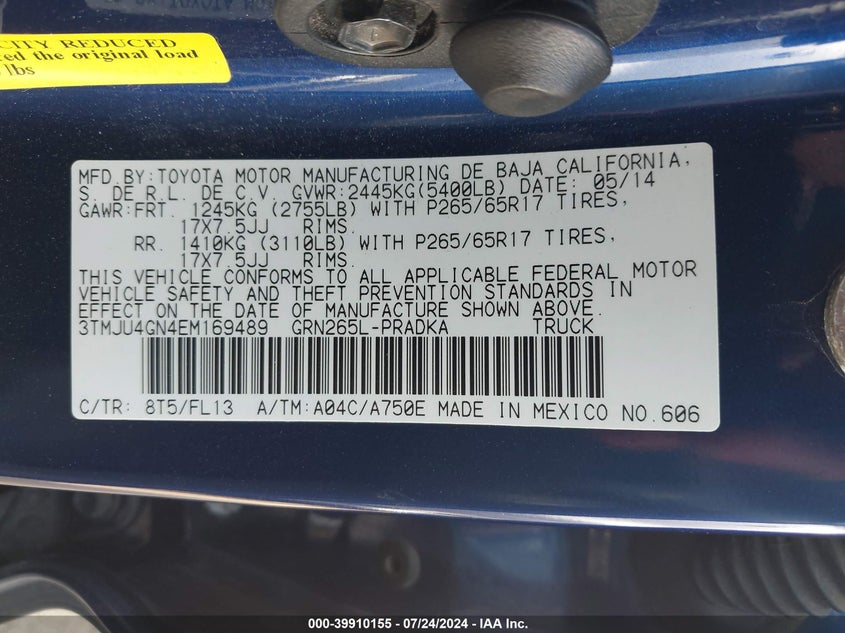 CITY REDUCED
ed the original load
lbs
MFD.BY:TOYOTA MOTOR MANUFACTURING DE BAJA CALIFORNIA,
S. DE R.L. DE C.V. GVWR:2445KG(5400LB) DATE: 05/14
GAWR:FRT. 1245KG (2755LB) WITH P265/65R17 TIRES,
17X7.5JJ RIMS.
RR. 1410KG (3110LB) WITH P265/65R17 TIRES,
17X7.5JJ RIMS.
THIS VEHICLE CONFORMS TO ALL APPLICABLE FEDERAL MOTOR
VEHICLE SAFETY AND THEFT PREVENTION STANDARDS IN
EFFECT ON THE DATE OF MANUFACTURE SHOWN ABOVE.
3TMJU4GN4EM169489 GRN265L-PRADKA TRUCK
C/TR: 8T5/FL13 A/TM:A04C/A750E MADE IN MEXICO NO.606
000-39910155 - 07/24/2024 - IAA Inc.